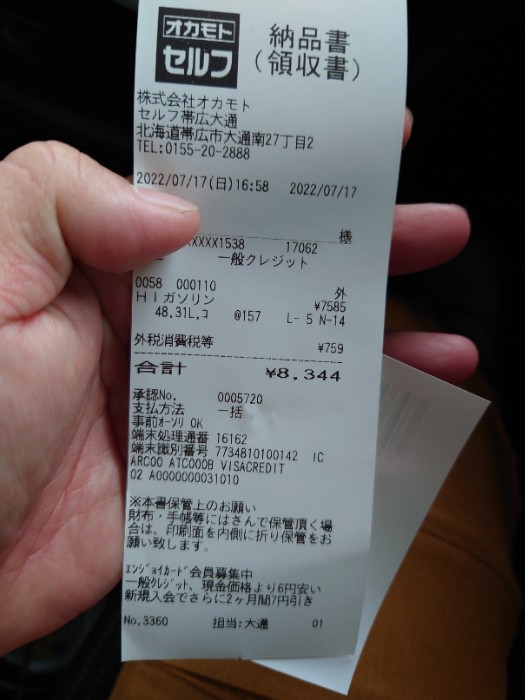 オカモト
セルフ
納品書
(領収書)
株式会社オカモト
セルフ帯広大通
北海道帯広市大通南27丁目2
TEL:0155-20-2888
2022/07/17(日)16:58 2022/07/17
様
XXXX1538 17062
一般クレジット
0058 000110 外
HIガソリン ¥7585
48.31L,コ @157 L- 5 N-14
外税消費税等 ¥759
合計 ¥8,344
承認No. 0005720
支払方法 一括
事前オーソリ OK
端末処理通番 16162
端末識別番号 7734810100142 IC
ARC00 ATC000B VISACREDIT
02 A0000000031010
※本書保管上のお願い
財布・手帳等にはさんで保管頂く場
合は、印刷面を内側に折り保管をお
願い致します。
エンジョイカード会員募集中
一般クレジット、現金価格より6円安い
新規入会でさらに2ヶ月間7円引き
No.3360 担当:大通 01